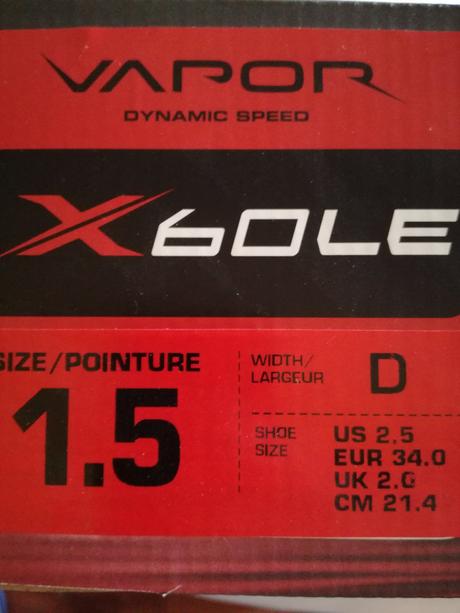 VAPOR
DYNAMIC SPEED
X60LE
SIZE/POINTURE
1.5
WIDTH/
LARGEUR
D
SHOE
SIZE
US 2.5
EUR 34.0
UK 2.0
CM 21.4